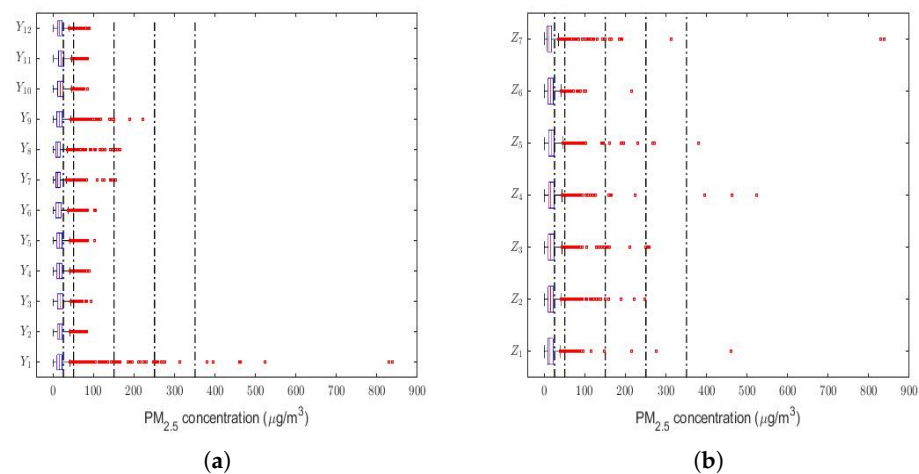 Y12
Y11
Y10
Y9
Y8
Y7
Y6
Y5
Y4
Y3
Y2
Y1
0 100 200 300 400 500 600 700 800 900
PM2.5 concentration (μg/m³)
(a)
Z7
Z6
Z5
Z4
Z3
Z2
Z1
0 100 200 300 400 500 600 700 800 900
PM2.5 concentration (μg/m³)
(b)